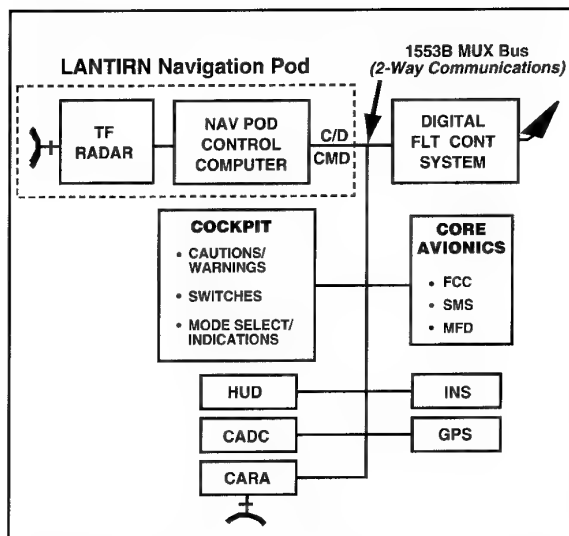 1553B MUX Bus
(2-Way Communications)
LANTIRN Navigation Pod
TF
RADAR
NAV POD
CONTROL
COMPUTER
C/D
CMD
DIGITAL
FLT CONT
SYSTEM
COCKPIT
• CAUTIONS/
WARNINGS
• SWITCHES
• MODE SELECT/
INDICATIONS
CORE
AVIONICS
• FCC
• SMS
• MFD
HUD
INS
CADC
GPS
CARA